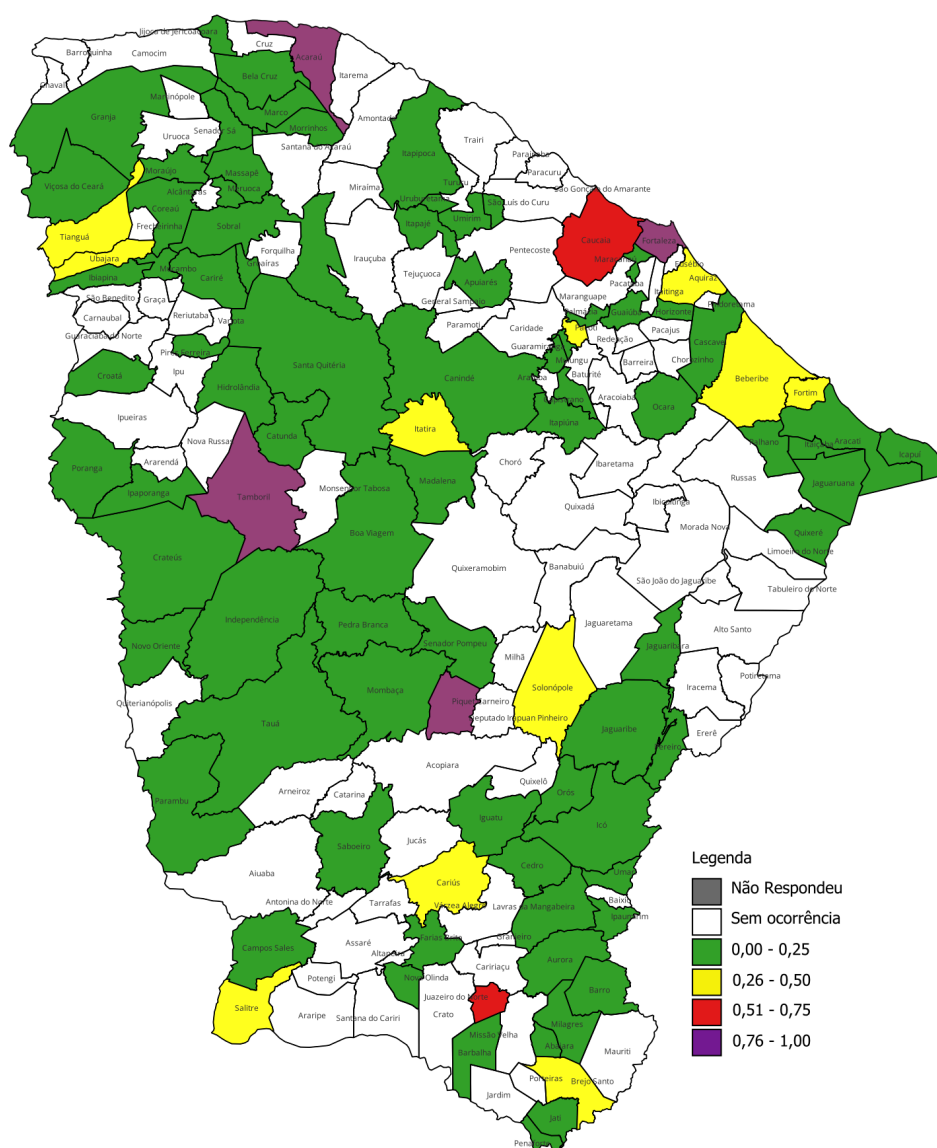 Jijoca de Jericoacoara
Cruz
Barroquinha
Camocim
Acaraú
Itarema
Chaval
Bela Cruz
Martinópole
Granja
Marco
Amontada
Senador Sá
Morrinhos
Uruoca
Trairi
Santana do Acaraú
Paraipaba
Moraújo
Massapê
Itapipoca
Paracuru
Viçosa do Ceará
Alcântaras
Meruoca
Miraíma
Tururu
São Gonçalo do Amarante
Uruburetama
São Luís do Curu
Coreaú
Umirim
Tianguá
Frecheirinha
Sobral
Itapajé
Caucaia
Fortaleza
Forquilha
Pentecoste
Ubajara
Irauçuba
Maracanaú
Eusébio
Mucambo
Groaíras
Tejuçuoca
Aquiraz
Ibiapina
Cariré
Apuiarés
Pacatuba
Itaitinga
São Benedito
Graça
General Sampaio
Maranguape
Pindoretama
Carnaubal
Reriutaba
Varjota
Palmácia
Guaiúba
Horizonte
Guaraciaba do Norte
Paramoti
Caridade
Pacoti
Redenção
Pacajus
Cascavel
Pires Ferreira
Guaramiranga
Mulungu
Barreira
Chorozinho
Ipu
Santa Quitéria
Canindé
Aratuba
Baturité
Croatá
Hidrolândia
Beberibe
Capistrano
Aracoiaba
Fortim
Ipueiras
Ocara
Itapiúna
Nova Russas
Catunda
Itatira
Palhano
Itaiçaba
Aracati
Ararendá
Choró
Ibaretama
Icapuí
Poranga
Ipaporanga
Tamboril
Monsenhor Tabosa
Madalena
Russas
Jaguaruana
Quixadá
Ibicuitinga
Morada Nova
Boa Viagem
Quixeré
Crateús
Quixeramobim
Banabuiú
Limoeiro do Norte
São João do Jaguaribe
Tabuleiro do Norte
Independência
Pedra Branca
Jaguaretama
Alto Santo
Novo Oriente
Senador Pompeu
Jaguaribara
Milhã
Potiretama
Solonópole
Iracema
Quiterianópolis
Mombaça
Piquet Carneiro
Deputado Irapuan Pinheiro
Tauá
Jaguaribe
Ererê
Pereiro
Acopiara
Quixelô
Arneiroz
Catarina
Orós
Parambu
Iguatu
Icó
Saboeiro
Jucás
Cedro
Umari
Aiuaba
Cariús
Baixio
Antonina do Norte
Tarrafas
Várzea Alegre
Lavras da Mangabeira
Ipaumirim
Farias Brito
Granjeiro
Campos Sales
Assaré
Altaneira
Aurora
Potengi
Nova Olinda
Caririaçu
Juazeiro do Norte
Barro
Salitre
Araripe
Santana do Cariri
Crato
Milagres
Missão Velha
Abaiara
Mauriti
Barbalha
Porteiras
Brejo Santo
Jardim
Jati
Penaforte
Legenda
Não Respondeu
Sem ocorrência
0,00 - 0,25
0,26 - 0,50
0,51 - 0,75
0,76 - 1,00